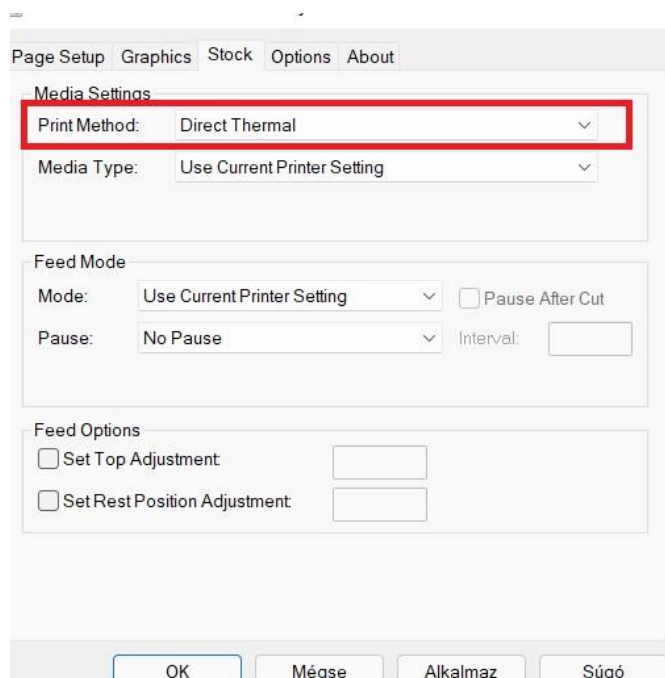 Page Setup Graphics Stock Options About
Media Settings
Print Method: Direct Thermal
Media Type: Use Current Printer Setting
Feed Mode
Mode: Use Current Printer Setting Pause After Cut
Pause: No Pause Interval:
Feed Options
Set Top Adjustment:
Set Rest Position Adjustment:
OK Mégse Alkalmaz Súgó